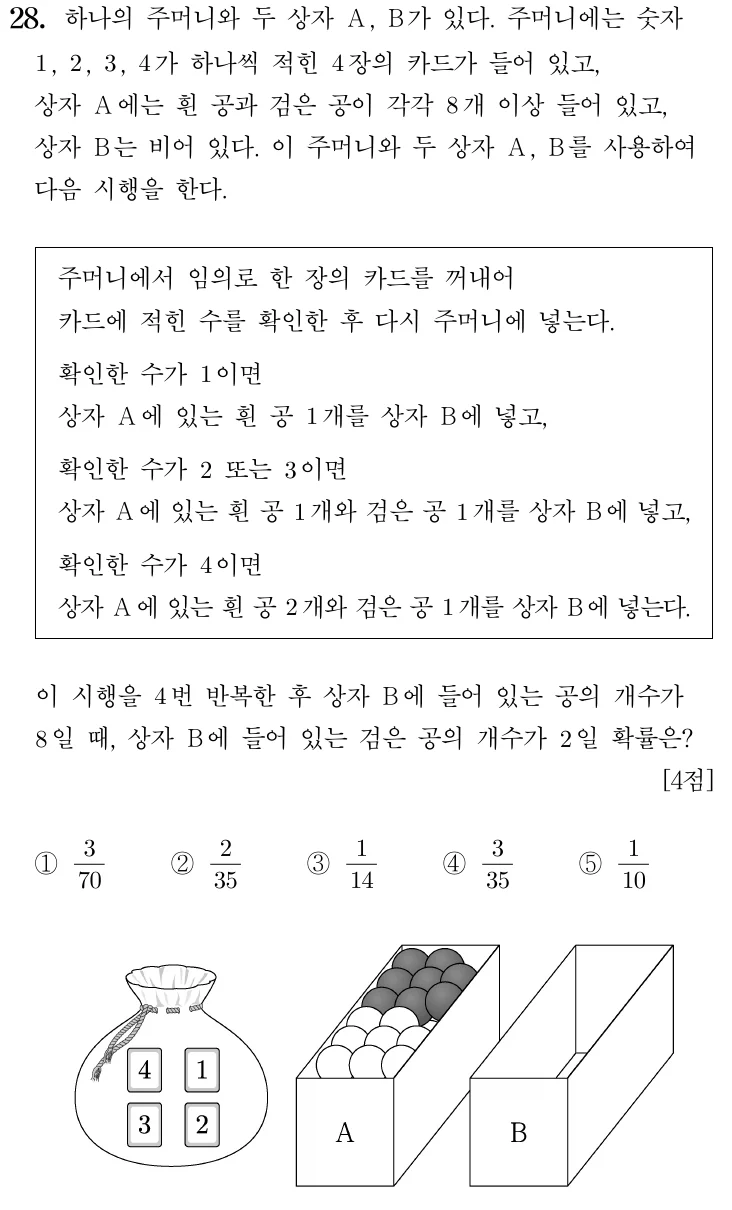 28. 하나의 주머니와 두 상자 A, B가 있다. 주머니에는 숫자
1, 2, 3, 4가 하나씩 적힌 4장의 카드가 들어 있고,
상자 A에는 흰 공과 검은 공이 각각 8개 이상 들어 있고,
상자 B는 비어 있다. 이 주머니와 두 상자 A, B를 사용하여
다음 시행을 한다.
주머니에서 임의로 한 장의 카드를 꺼내어
카드에 적힌 수를 확인한 후 다시 주머니에 넣는다.
확인한 수가 1이면
상자 A에 있는 흰 공 1개를 상자 B에 넣고,
확인한 수가 2 또는 3이면
상자 A에 있는 흰 공 1개와 검은 공 1개를 상자 B에 넣고,
확인한 수가 4이면
상자 A에 있는 흰 공 2개와 검은 공 1개를 상자 B에 넣는다.
이 시행을 4번 반복한 후 상자 B에 들어 있는 공의 개수가
8일 때, 상자 B에 들어 있는 검은 공의 개수가 2일 확률은?
[4점]
① 3/70 ② 2/35 ③ 1/14 ④ 3/35 ⑤ 1/10
4 1
3 2
A B